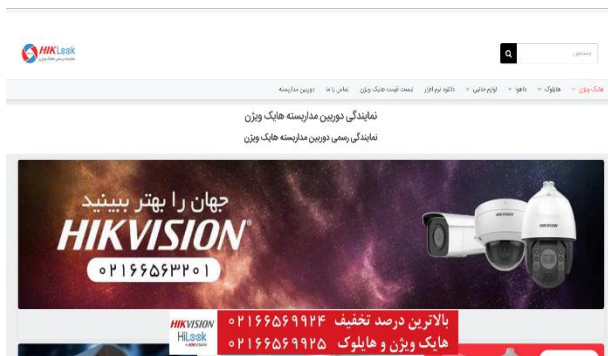 HIKLook
جستجو...
هایک ویژن
هایلوک
داهوا
لوازم جانبی
دانلود نرم افزار
لیست قیمت هایک ویژن
تماس با ما
دوربین مداربسته
نمایندگی دوربین مداربسته هایک ویژن
نمایندگی رسمی دوربین مداربسته هایک ویژن
جهان را بهتر ببینید
HIKVISION®
۰۲۱۶۶۵۶۳۲۰۱
بالاترین درصد تخفیف ۰۲۱۶۶۵۶۹۹۲۴
هایک ویژن و هایلوک ۰۲۱۶۶۵۶۹۹۲۵
HIKVISION
HiLook